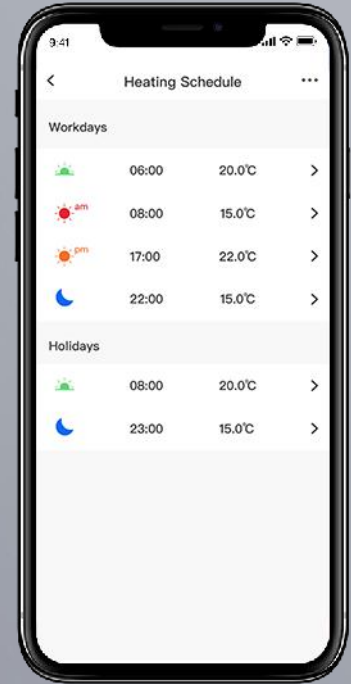 9:41
Heating Schedule
Workdays
06:00 20.0℃
am 08:00 15.0℃
pm 17:00 22.0℃
22:00 15.0℃
Holidays
08:00 20.0℃
23:00 15.0℃